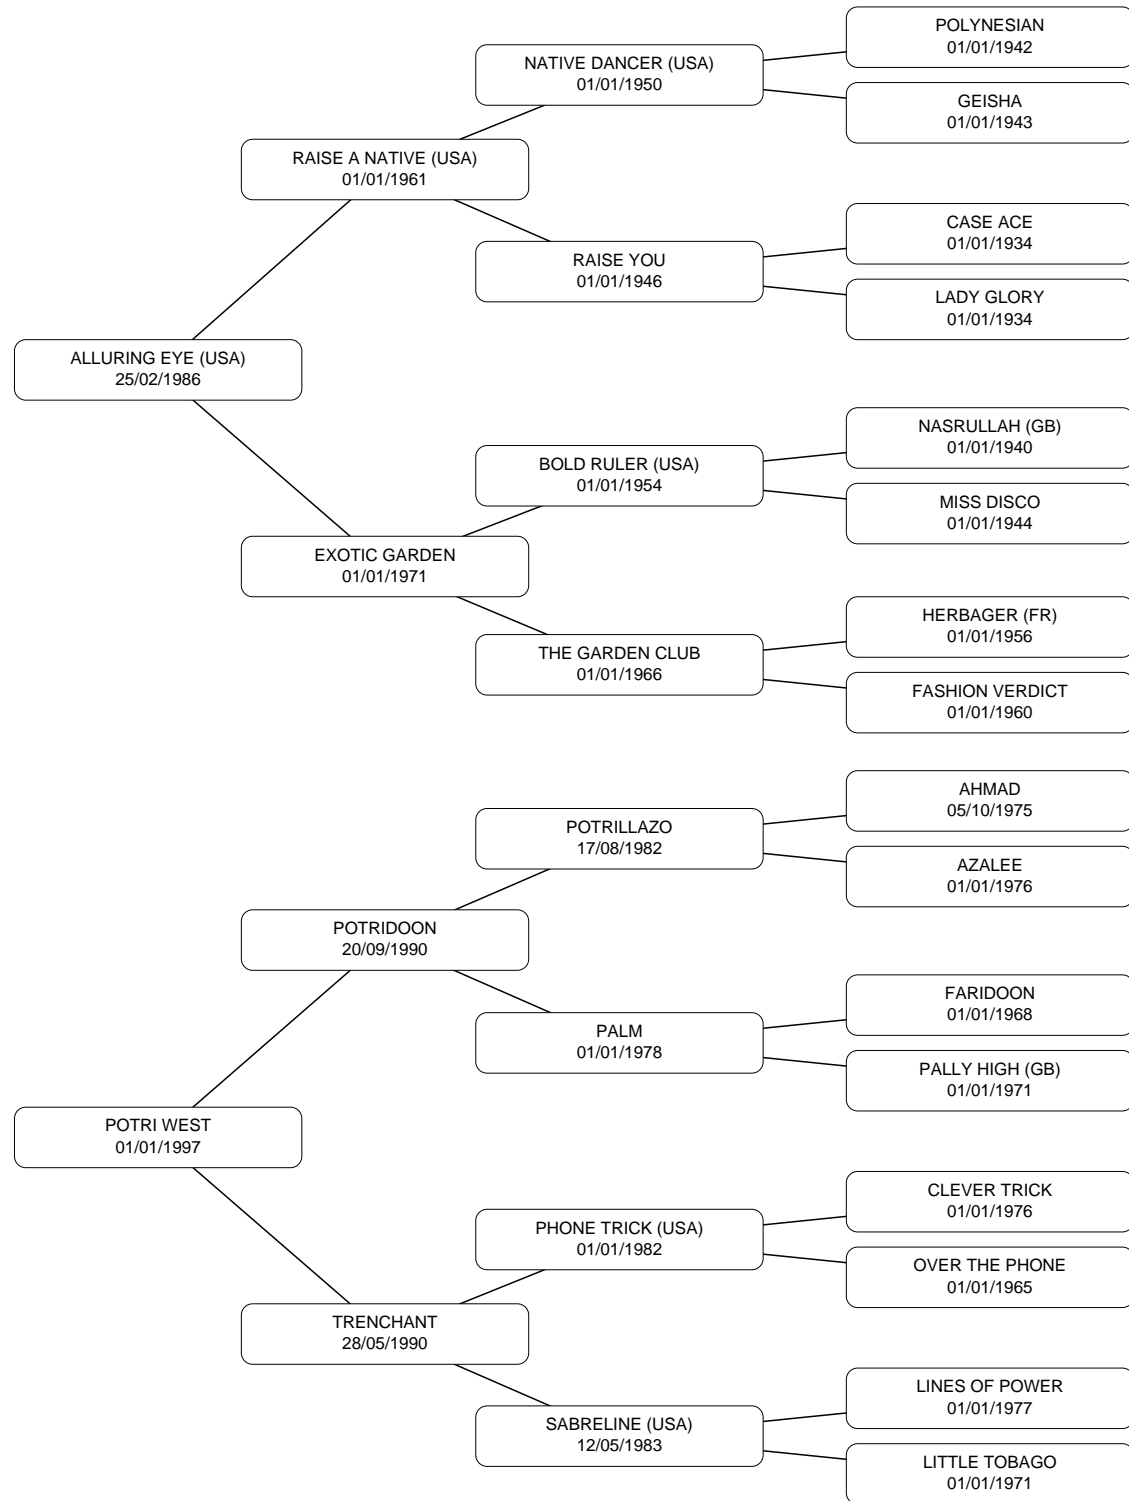 POLYNESIAN
01/01/1942
NATIVE DANCER (USA)
01/01/1950
GEISHA
01/01/1943
RAISE A NATIVE (USA)
01/01/1961
CASE ACE
01/01/1934
RAISE YOU
01/01/1946
LADY GLORY
01/01/1934
ALLURING EYE (USA)
25/02/1986
NASRULLAH (GB)
01/01/1940
BOLD RULER (USA)
01/01/1954
MISS DISCO
01/01/1944
EXOTIC GARDEN
01/01/1971
HERBAGER (FR)
01/01/1956
THE GARDEN CLUB
01/01/1966
FASHION VERDICT
01/01/1960
AHMAD
05/10/1975
POTRILLAZO
17/08/1982
AZALEE
01/01/1976
POTRIDOON
20/09/1990
FARIDOON
01/01/1968
PALM
01/01/1978
PALLY HIGH (GB)
01/01/1971
POTRI WEST
01/01/1997
CLEVER TRICK
01/01/1976
PHONE TRICK (USA)
01/01/1982
OVER THE PHONE
01/01/1965
TRENCHANT
28/05/1990
LINES OF POWER
01/01/1977
SABRELINE (USA)
12/05/1983
LITTLE TOBAGO
01/01/1971